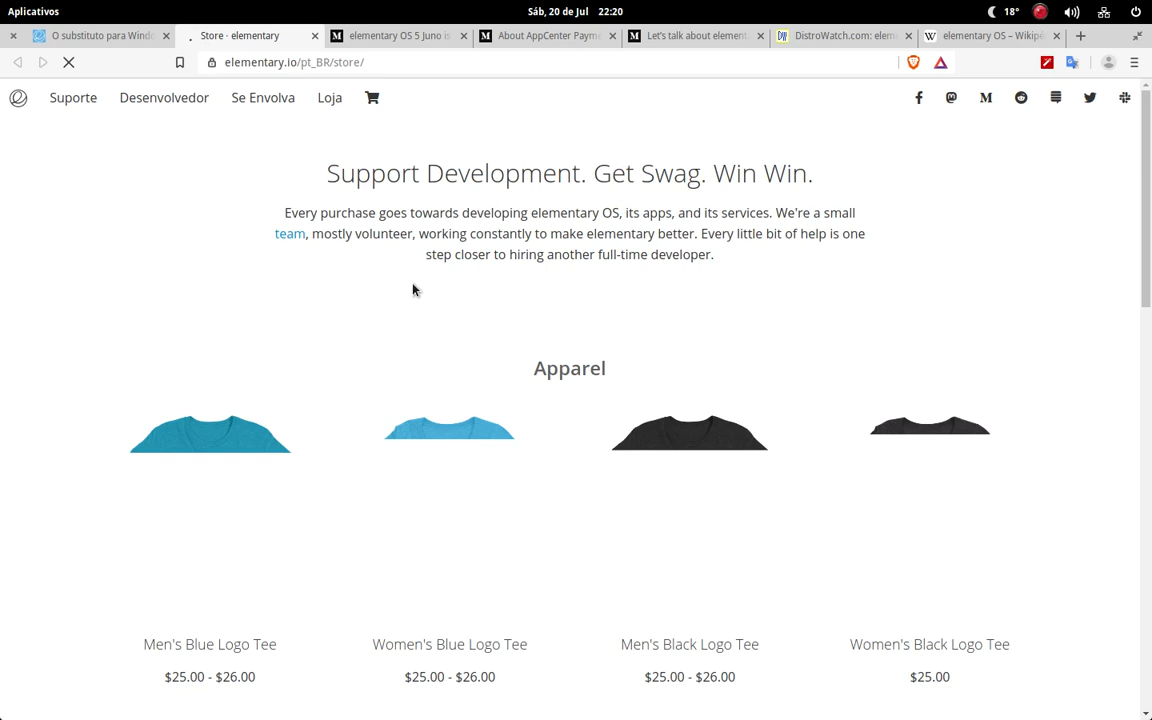 Aplicativos
Sáb, 20 de Jul 22:20
18°
O substituto para Windo
Store · elementary
elementary OS 5 Juno is
About AppCenter Payme
Let's talk about element
DistroWatch.com: elem
elementary OS – Wikipé
elementary.io/pt_BR/store/
Suporte
Desenvolvedor
Se Envolva
Loja
Support Development. Get Swag. Win Win.
Every purchase goes towards developing elementary OS, its apps, and its services. We're a small
team, mostly volunteer, working constantly to make elementary better. Every little bit of help is one
step closer to hiring another full-time developer.
Apparel
Men's Blue Logo Tee
Women's Blue Logo Tee
Men's Black Logo Tee
Women's Black Logo Tee
$25.00 - $26.00
$25.00 - $26.00
$25.00 - $26.00
$25.00